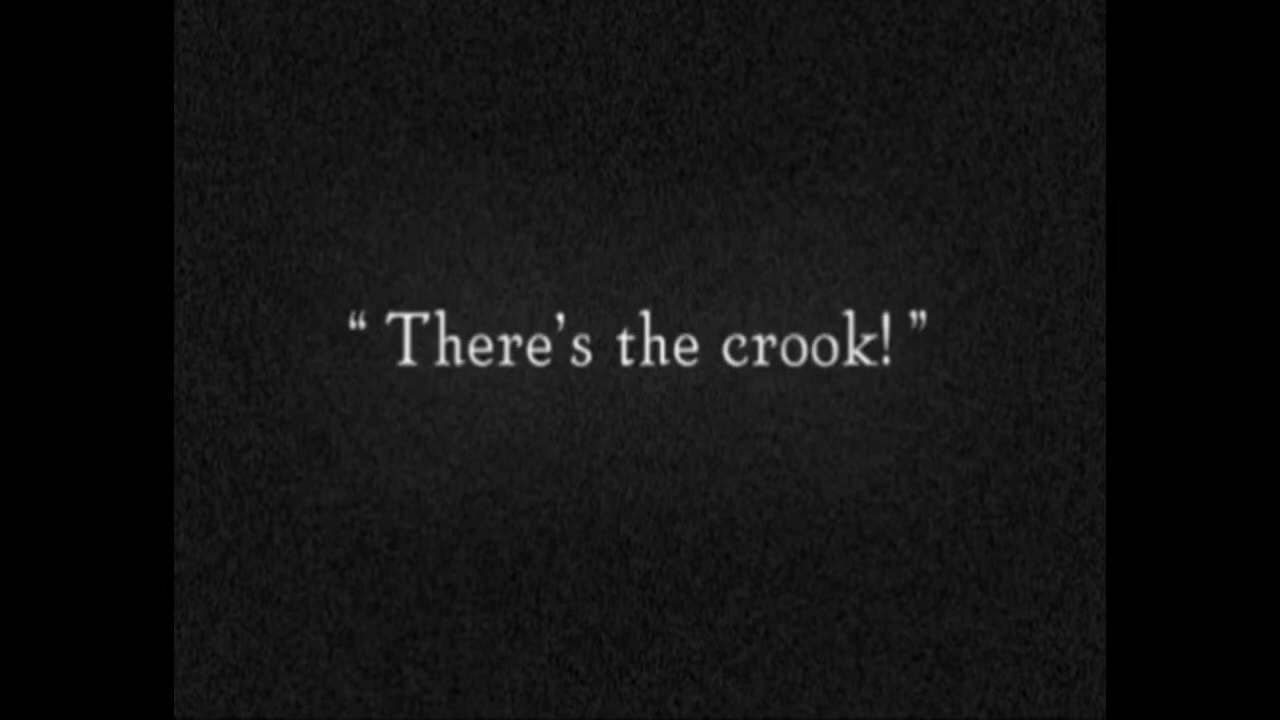 “ There’s the crook! ”